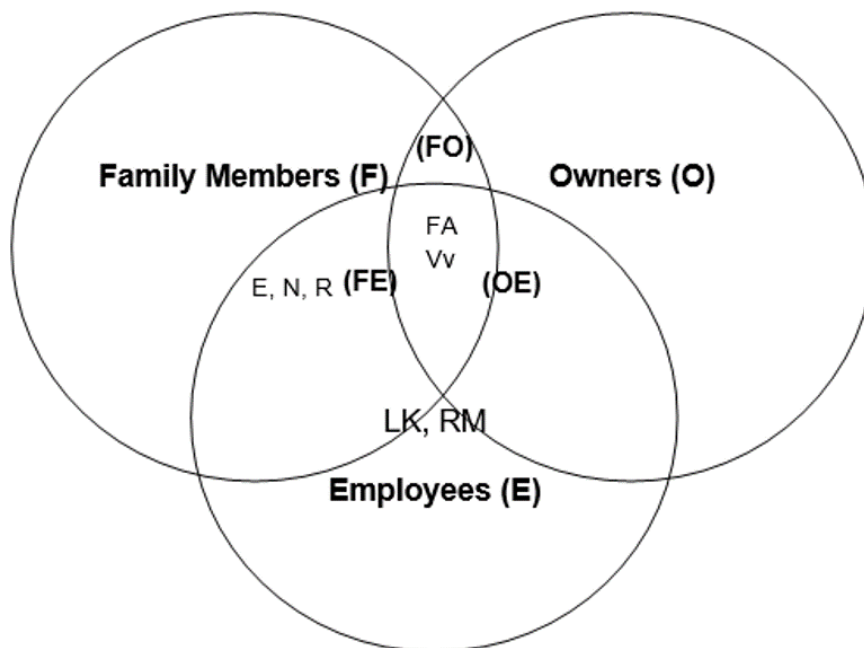 (FO)
Family Members (F)
Owners (O)
FA
Vv
E, N, R (FE)
(OE)
LK, RM
Employees (E)